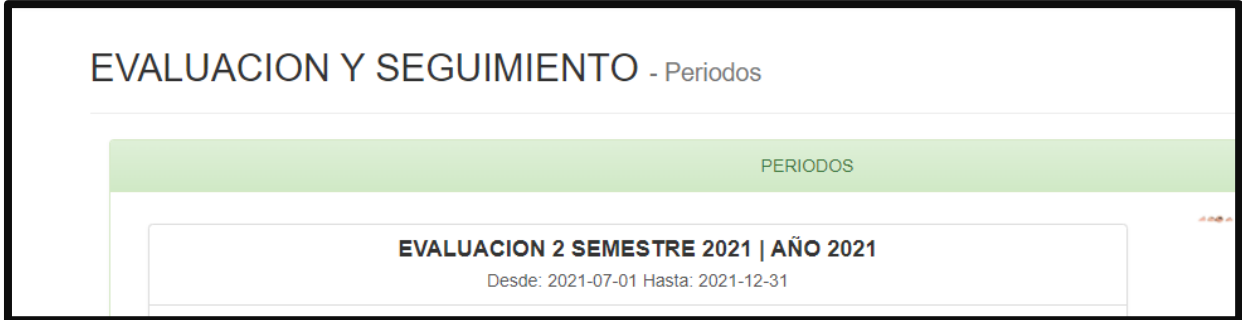 EVALUACION Y SEGUIMIENTO - Periodos
PERIODOS
EVALUACION 2 SEMESTRE 2021 | AÑO 2021
Desde: 2021-07-01 Hasta: 2021-12-31